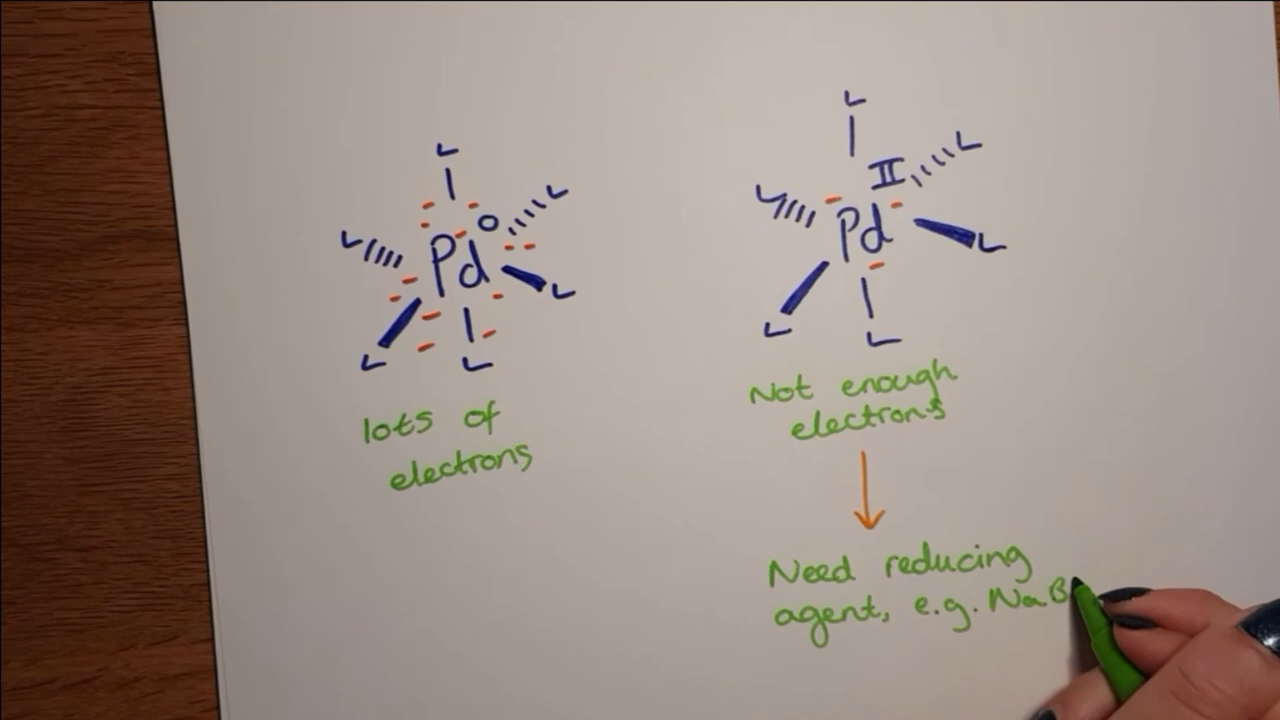 L
L
L
0
Pd
L
L
L
L
L
L
II
Pd
L
L
L
lots of
electrons
Not enough
electrons
Need reducing
agent, e.g. NaB